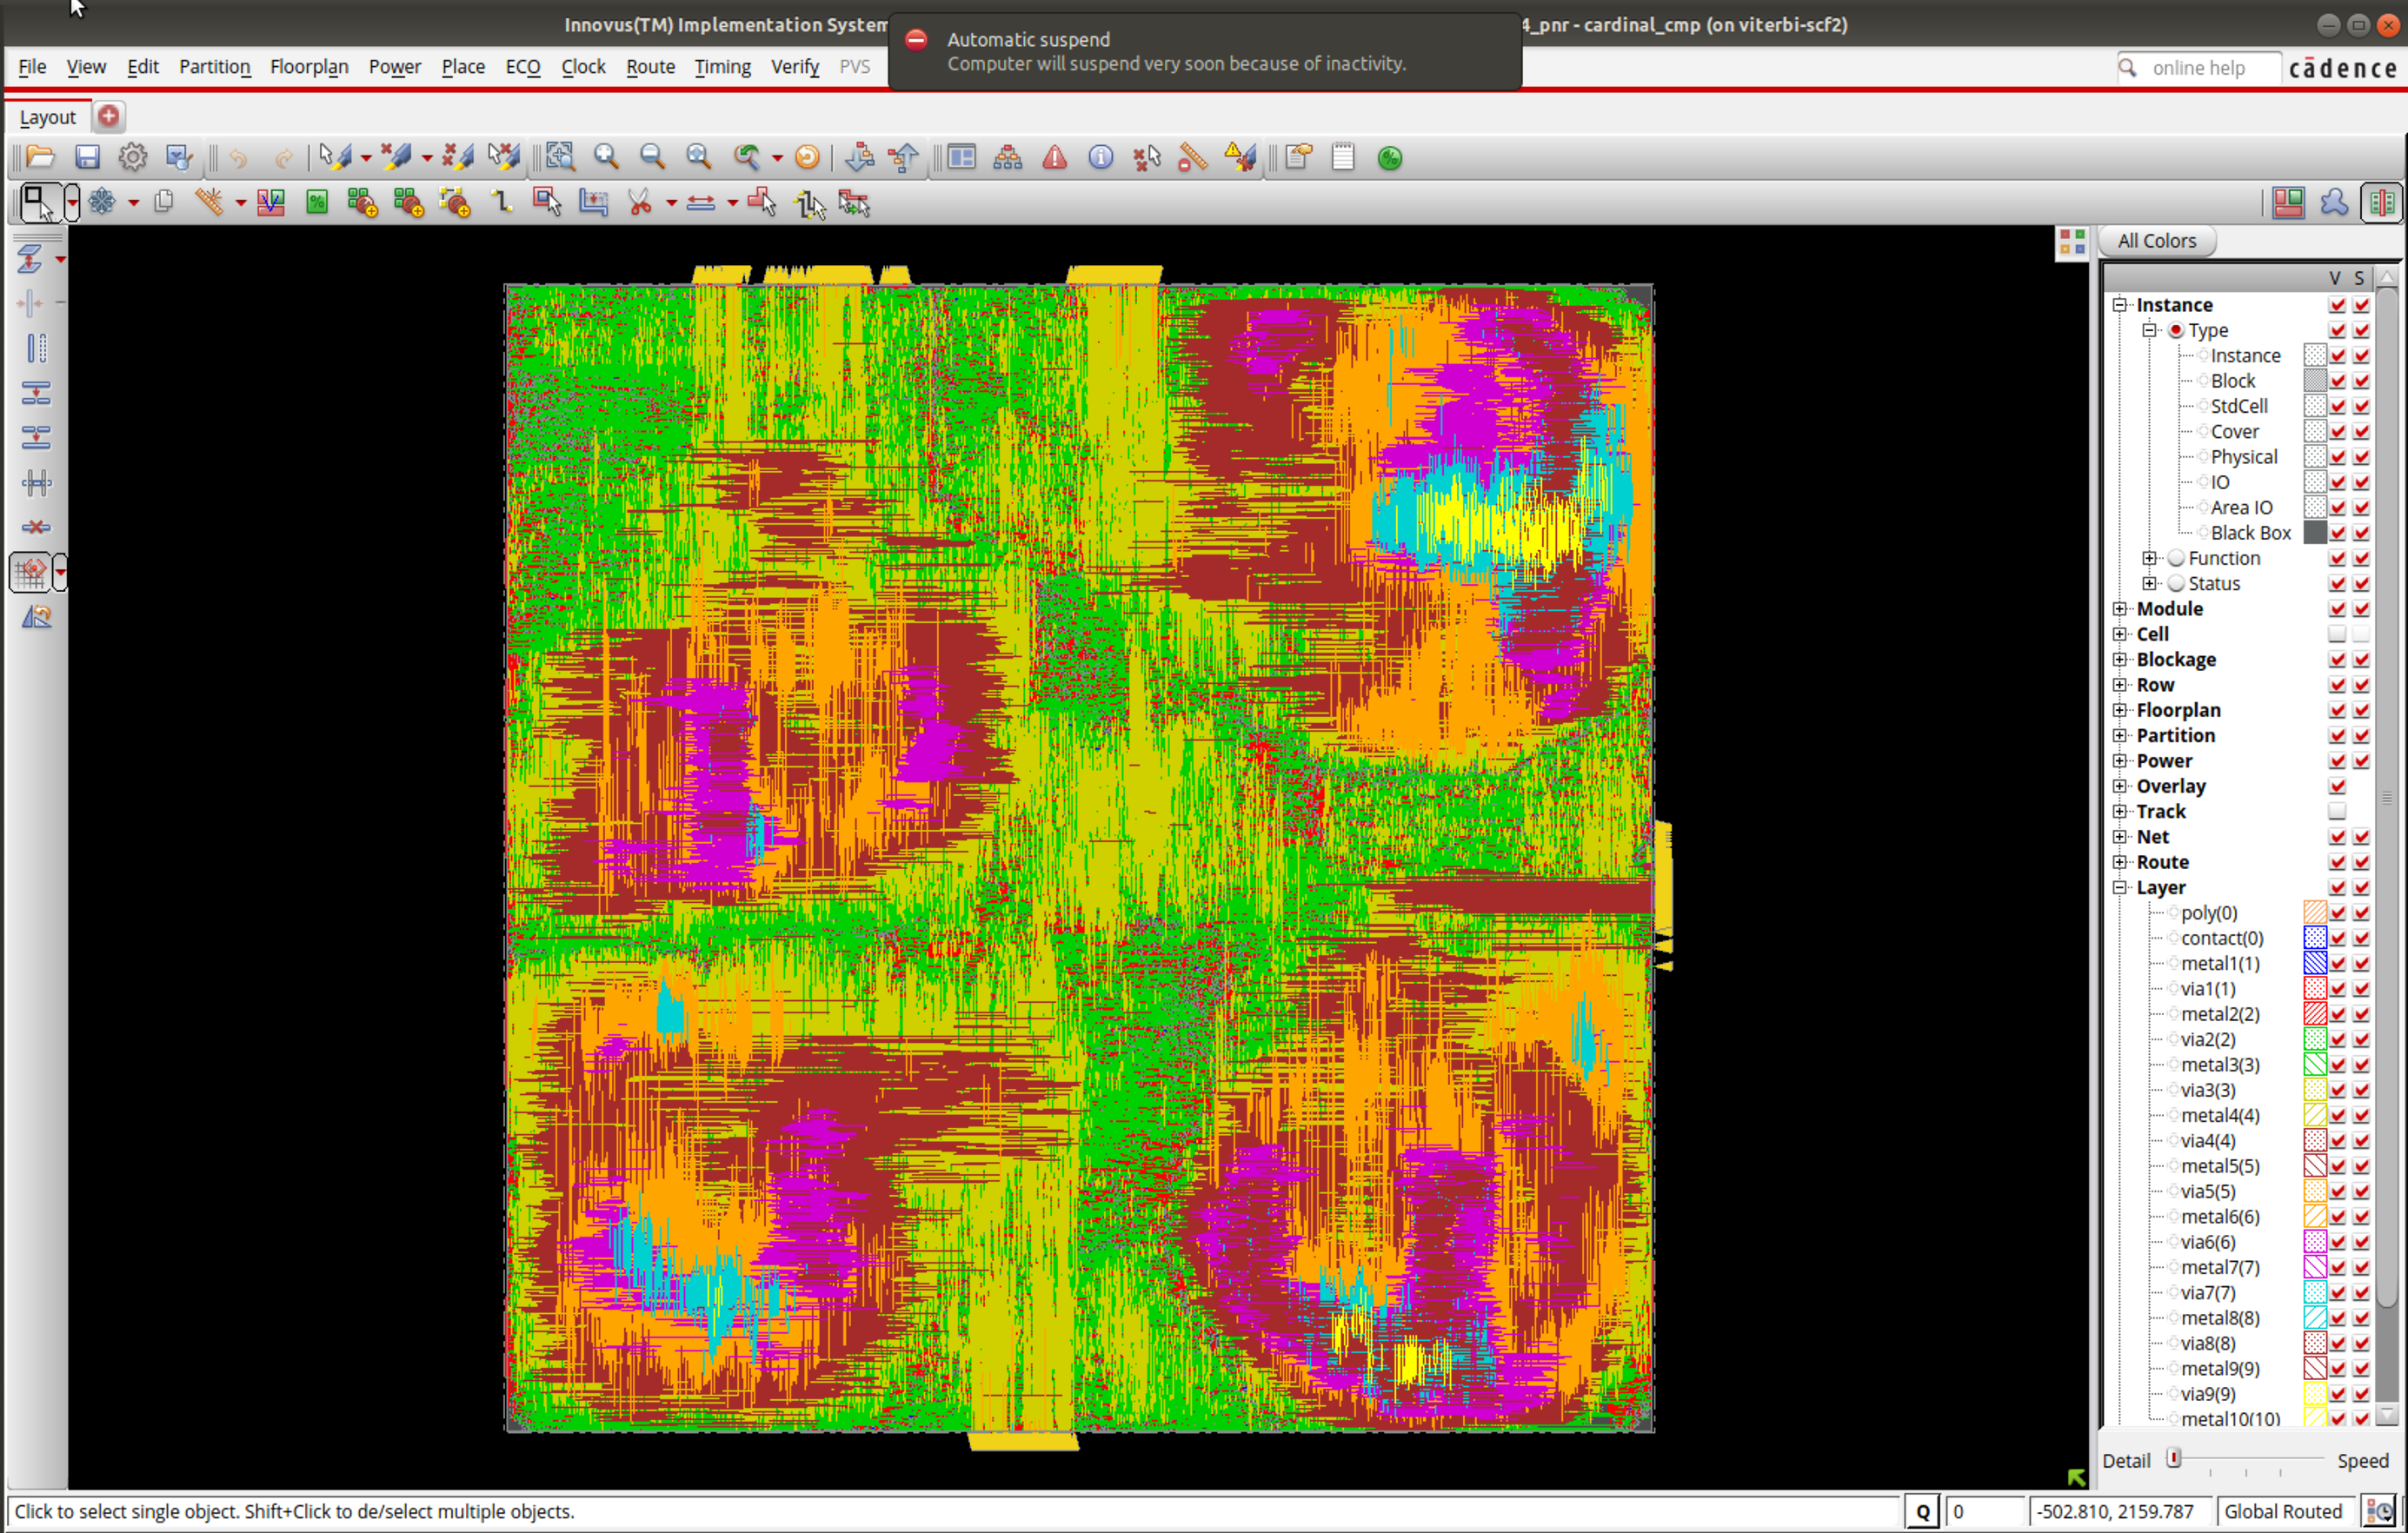 Innovus(TM) Implementation System
4_pnr - cardinal_cmp (on viterbi-scf2)
Automatic suspend
Computer will suspend very soon because of inactivity.
File View Edit Partition Floorplan Power Place ECO Clock Route Timing Verify PVS
online help
cādence
Layout
All Colors
V S
Instance
Type
Instance
Block
StdCell
Cover
Physical
IO
Area IO
Black Box
Function
Status
Module
Cell
Blockage
Row
Floorplan
Partition
Power
Overlay
Track
Net
Route
Layer
poly(0)
contact(0)
metal1(1)
via1(1)
metal2(2)
via2(2)
metal3(3)
via3(3)
metal4(4)
via4(4)
metal5(5)
via5(5)
metal6(6)
via6(6)
metal7(7)
via7(7)
metal8(8)
via8(8)
metal9(9)
via9(9)
metal10(10)
Detail Speed
Click to select single object. Shift+Click to de/select multiple objects.
Q 0 -502.810, 2159.787 Global Routed